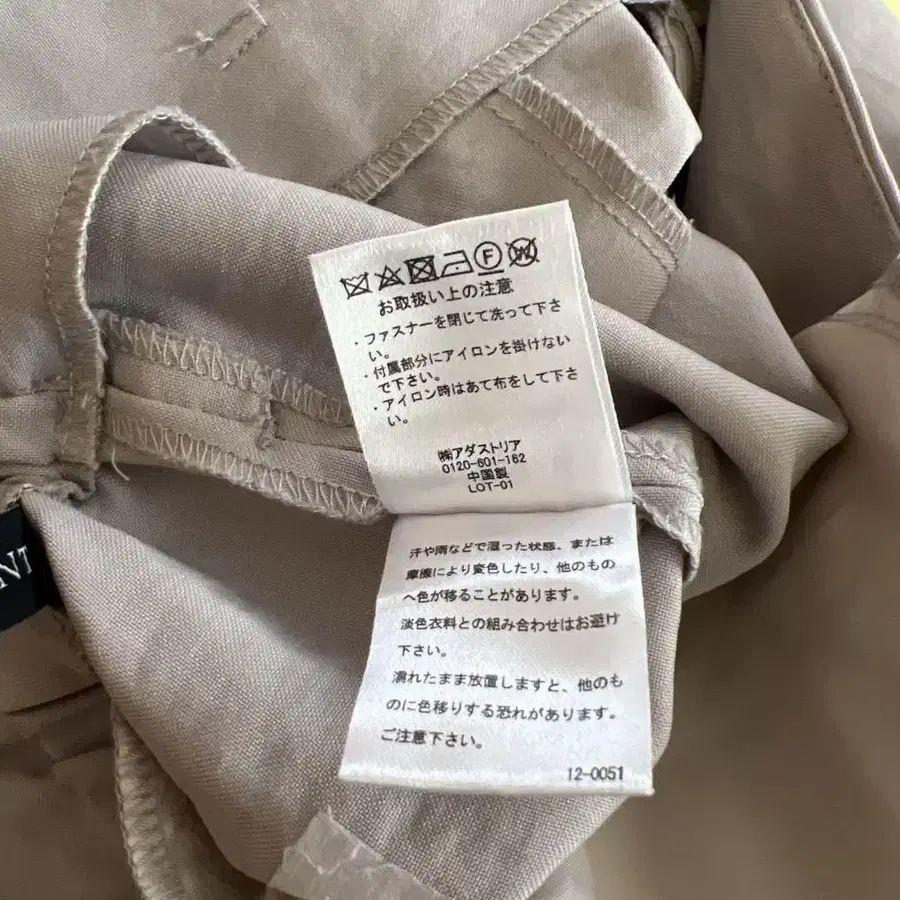 F
W
お取扱い上の注意
・ファスナーを閉じて洗って下さ
い。
・付属部分にアイロンを掛けない
で下さい。
・アイロン時はあて布をして下さ
い。
㈱アダストリア
0120-601-162
中国製
LOT-01
汗や雨などで湿った状態、または
摩擦により変色したり、他のもの
へ色が移ることがあります。
淡色衣料との組み合わせはお避け
下さい。
濡れたまま放置しますと、他のも
のに色移りする恐れがあります。
ご注意下さい。
12-0051